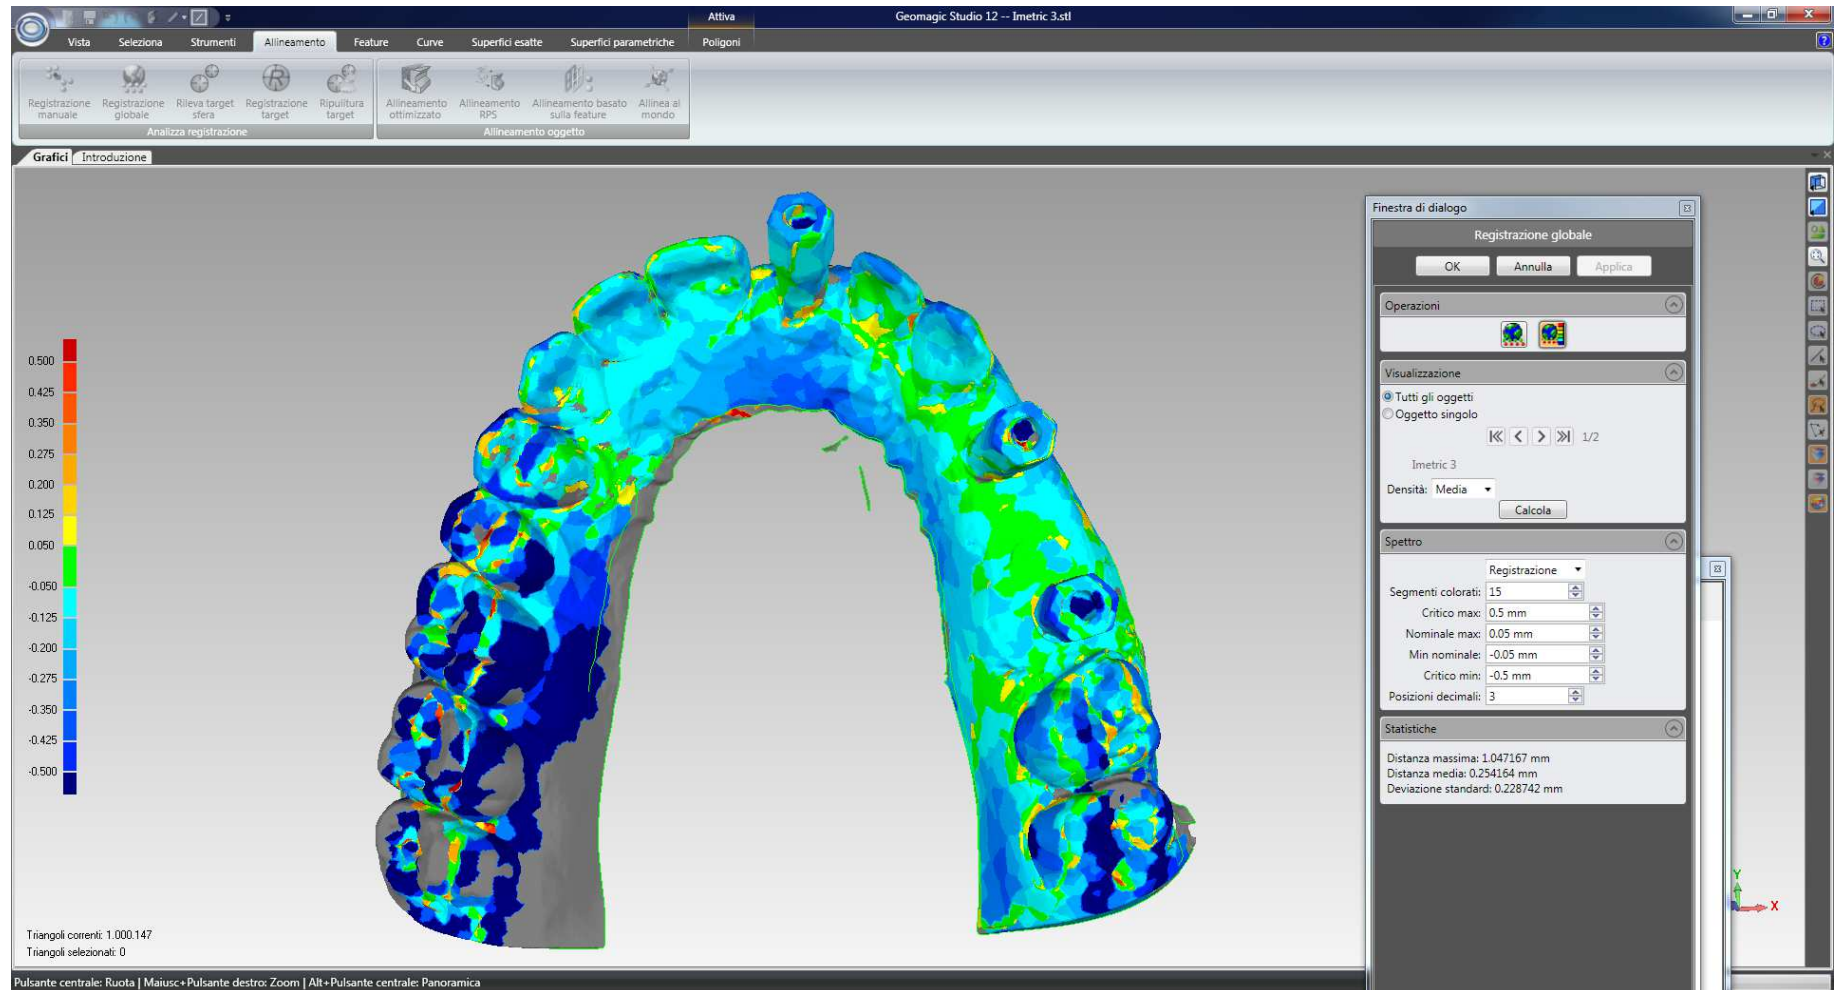 Attiva
Geomagic Studio 12 -- Imetric 3.stl
Vista Seleziona Strumenti Allineamento Feature Curve Superfici esatte Superfici parametriche Poligoni
Registrazione manuale
Registrazione globale
Rileva target sfera
Registrazione target
Ripulitura target
Allineamento ottimizzato
Allineamento RPS
Allineamento basato sulla feature
Allinea al mondo
Analizza registrazione
Allineamento oggetto
Grafici Introduzione
0.500
0.425
0.350
0.275
0.200
0.125
0.050
-0.050
-0.125
-0.200
-0.275
-0.350
-0.425
-0.500
Finestra di dialogo
Registrazione globale
OK Annulla Applica
Operazioni
Visualizzazione
Tutti gli oggetti
Oggetto singolo
1/2
Imetric 3
Densità: Media
Calcola
Spettro
Registrazione
Segmenti colorati: 15
Critico max: 0.5 mm
Nominale max: 0.05 mm
Min nominale: -0.05 mm
Critico min: -0.5 mm
Posizioni decimali: 3
Statistiche
Distanza massima: 1.047167 mm
Distanza media: 0.254164 mm
Deviazione standard: 0.228742 mm
Y
X
Triangoli correnti: 1.000.147
Triangoli selezionati: 0
Pulsante centrale: Ruota | Maiusc+Pulsante destro: Zoom | Alt+Pulsante centrale: Panoramica